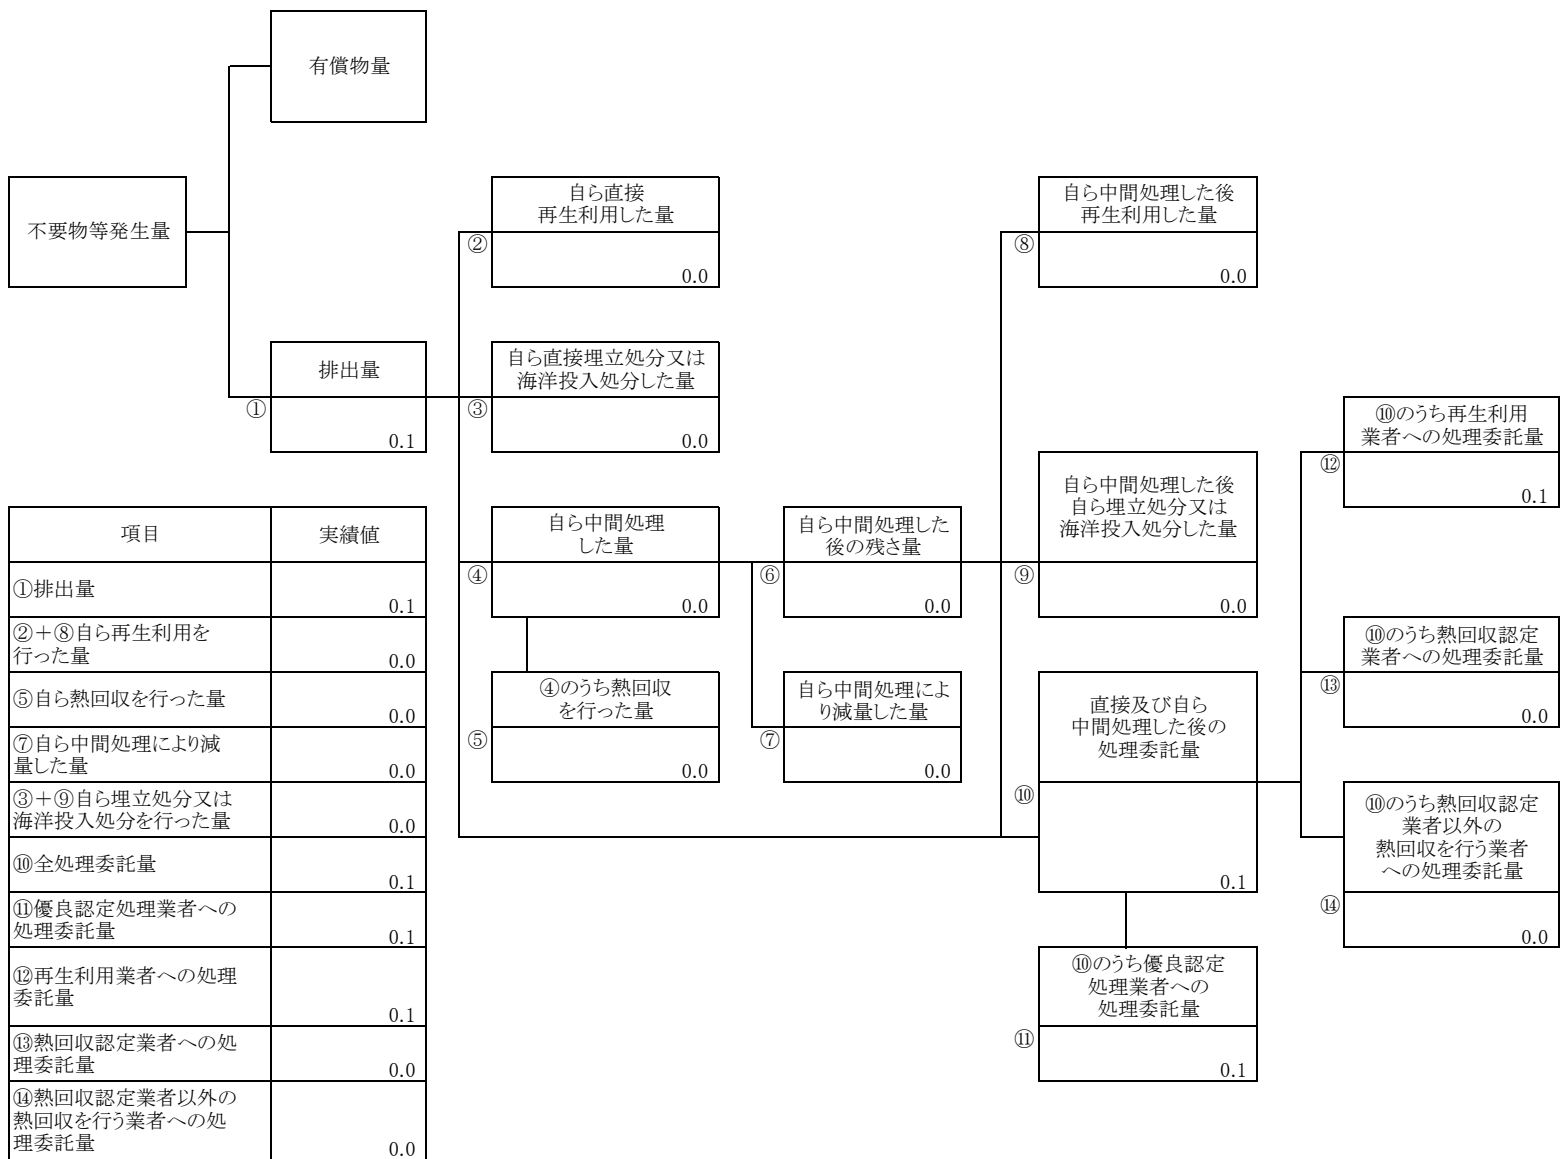 有償物量
不要物等発生量
自ら直接
再生利用した量
②
0.0
自ら中間処理した後
再生利用した量
⑧
0.0
排出量
①
0.1
自ら直接埋立処分又は
海洋投入処分した量
③
0.0
⑩のうち再生利用
業者への処理委託量
⑫
0.1
自ら中間処理
した量
④
0.0
自ら中間処理した
後の残さ量
⑥
0.0
自ら中間処理した後
自ら埋立処分又は
海洋投入処分した量
⑨
0.0
⑩のうち熱回収認定
業者への処理委託量
⑬
0.0
④のうち熱回収
を行った量
⑤
0.0
自ら中間処理によ
り減量した量
⑦
0.0
直接及び自ら
中間処理した後の
処理委託量
⑩
0.1
⑩のうち熱回収認定
業者以外の
熱回収を行う業者
への処理委託量
⑭
0.0
⑩のうち優良認定
処理業者への
処理委託量
⑪
0.1
項目 実績値
①排出量 0.1
②+⑧自ら再生利用を
行った量 0.0
⑤自ら熱回収を行った量 0.0
⑦自ら中間処理により減
量した量 0.0
③+⑨自ら埋立処分又は
海洋投入処分を行った量 0.0
⑩全処理委託量 0.1
⑪優良認定処理業者への
処理委託量 0.1
⑫再生利用業者への処理
委託量 0.1
⑬熱回収認定業者への処
理委託量 0.0
⑭熱回収認定業者以外の
熱回収を行う業者への処
理委託量 0.0